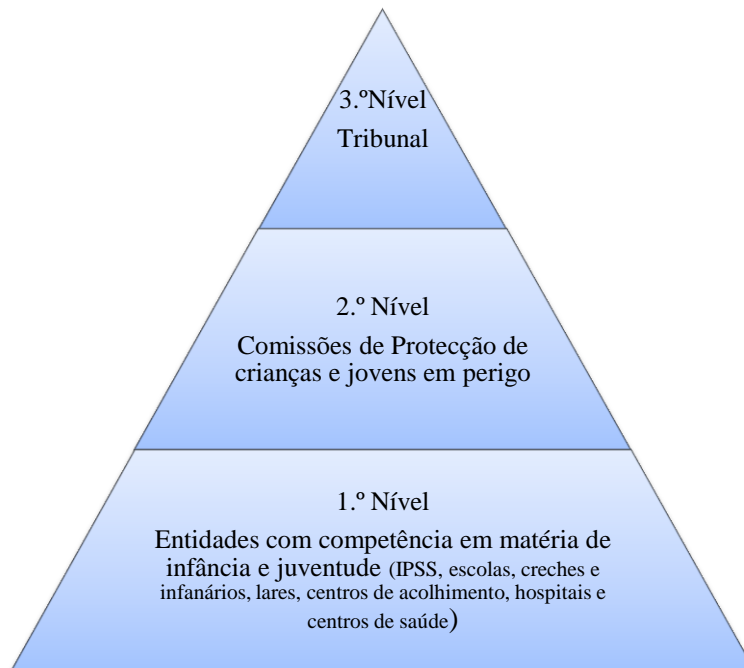 3.ºNível
Tribunal
2.º Nível
Comissões de Protecção de
crianças e jovens em perigo
1.º Nível
Entidades com competência em matéria de
infância e juventude (IPSS, escolas, creches e
infanários, lares, centros de acolhimento, hospitais e
centros de saúde)